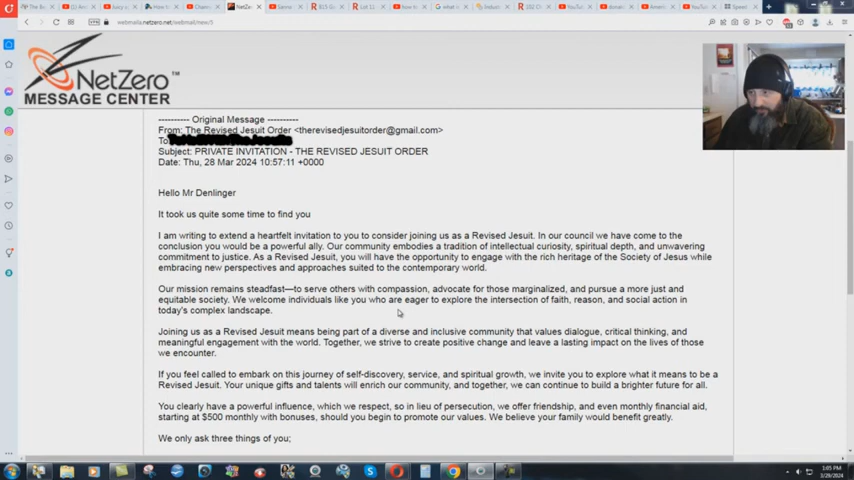 webmaila.netzero.net/webmail/new/5
NetZero™
MESSAGE CENTER
---------- Original Message ----------
From: The Revised Jesuit Order <therevisedjesuitorder@gmail.com>
To
Subject: PRIVATE INVITATION - THE REVISED JESUIT ORDER
Date: Thu, 28 Mar 2024 10:57:11 +0000
Hello Mr Denlinger
It took us quite some time to find you
I am writing to extend a heartfelt invitation to you to consider joining us as a Revised Jesuit. In our council we have come to the
conclusion you would be a powerful ally. Our community embodies a tradition of intellectual curiosity, spiritual depth, and unwavering
commitment to justice. As a Revised Jesuit, you will have the opportunity to engage with the rich heritage of the Society of Jesus while
embracing new perspectives and approaches suited to the contemporary world.
Our mission remains steadfast—to serve others with compassion, advocate for those marginalized, and pursue a more just and
equitable society. We welcome individuals like you who are eager to explore the intersection of faith, reason, and social action in
today's complex landscape.
Joining us as a Revised Jesuit means being part of a diverse and inclusive community that values dialogue, critical thinking, and
meaningful engagement with the world. Together, we strive to create positive change and leave a lasting impact on the lives of those
we encounter.
If you feel called to embark on this journey of self-discovery, service, and spiritual growth, we invite you to explore what it means to be a
Revised Jesuit. Your unique gifts and talents will enrich our community, and together, we can continue to build a brighter future for all.
You clearly have a powerful influence, which we respect, so in lieu of persecution, we offer friendship, and even monthly financial aid,
starting at $500 monthly with bonuses, should you begin to promote our values. We believe your family would benefit greatly.
We only ask three things of you;
3:05 PM
3/29/2024